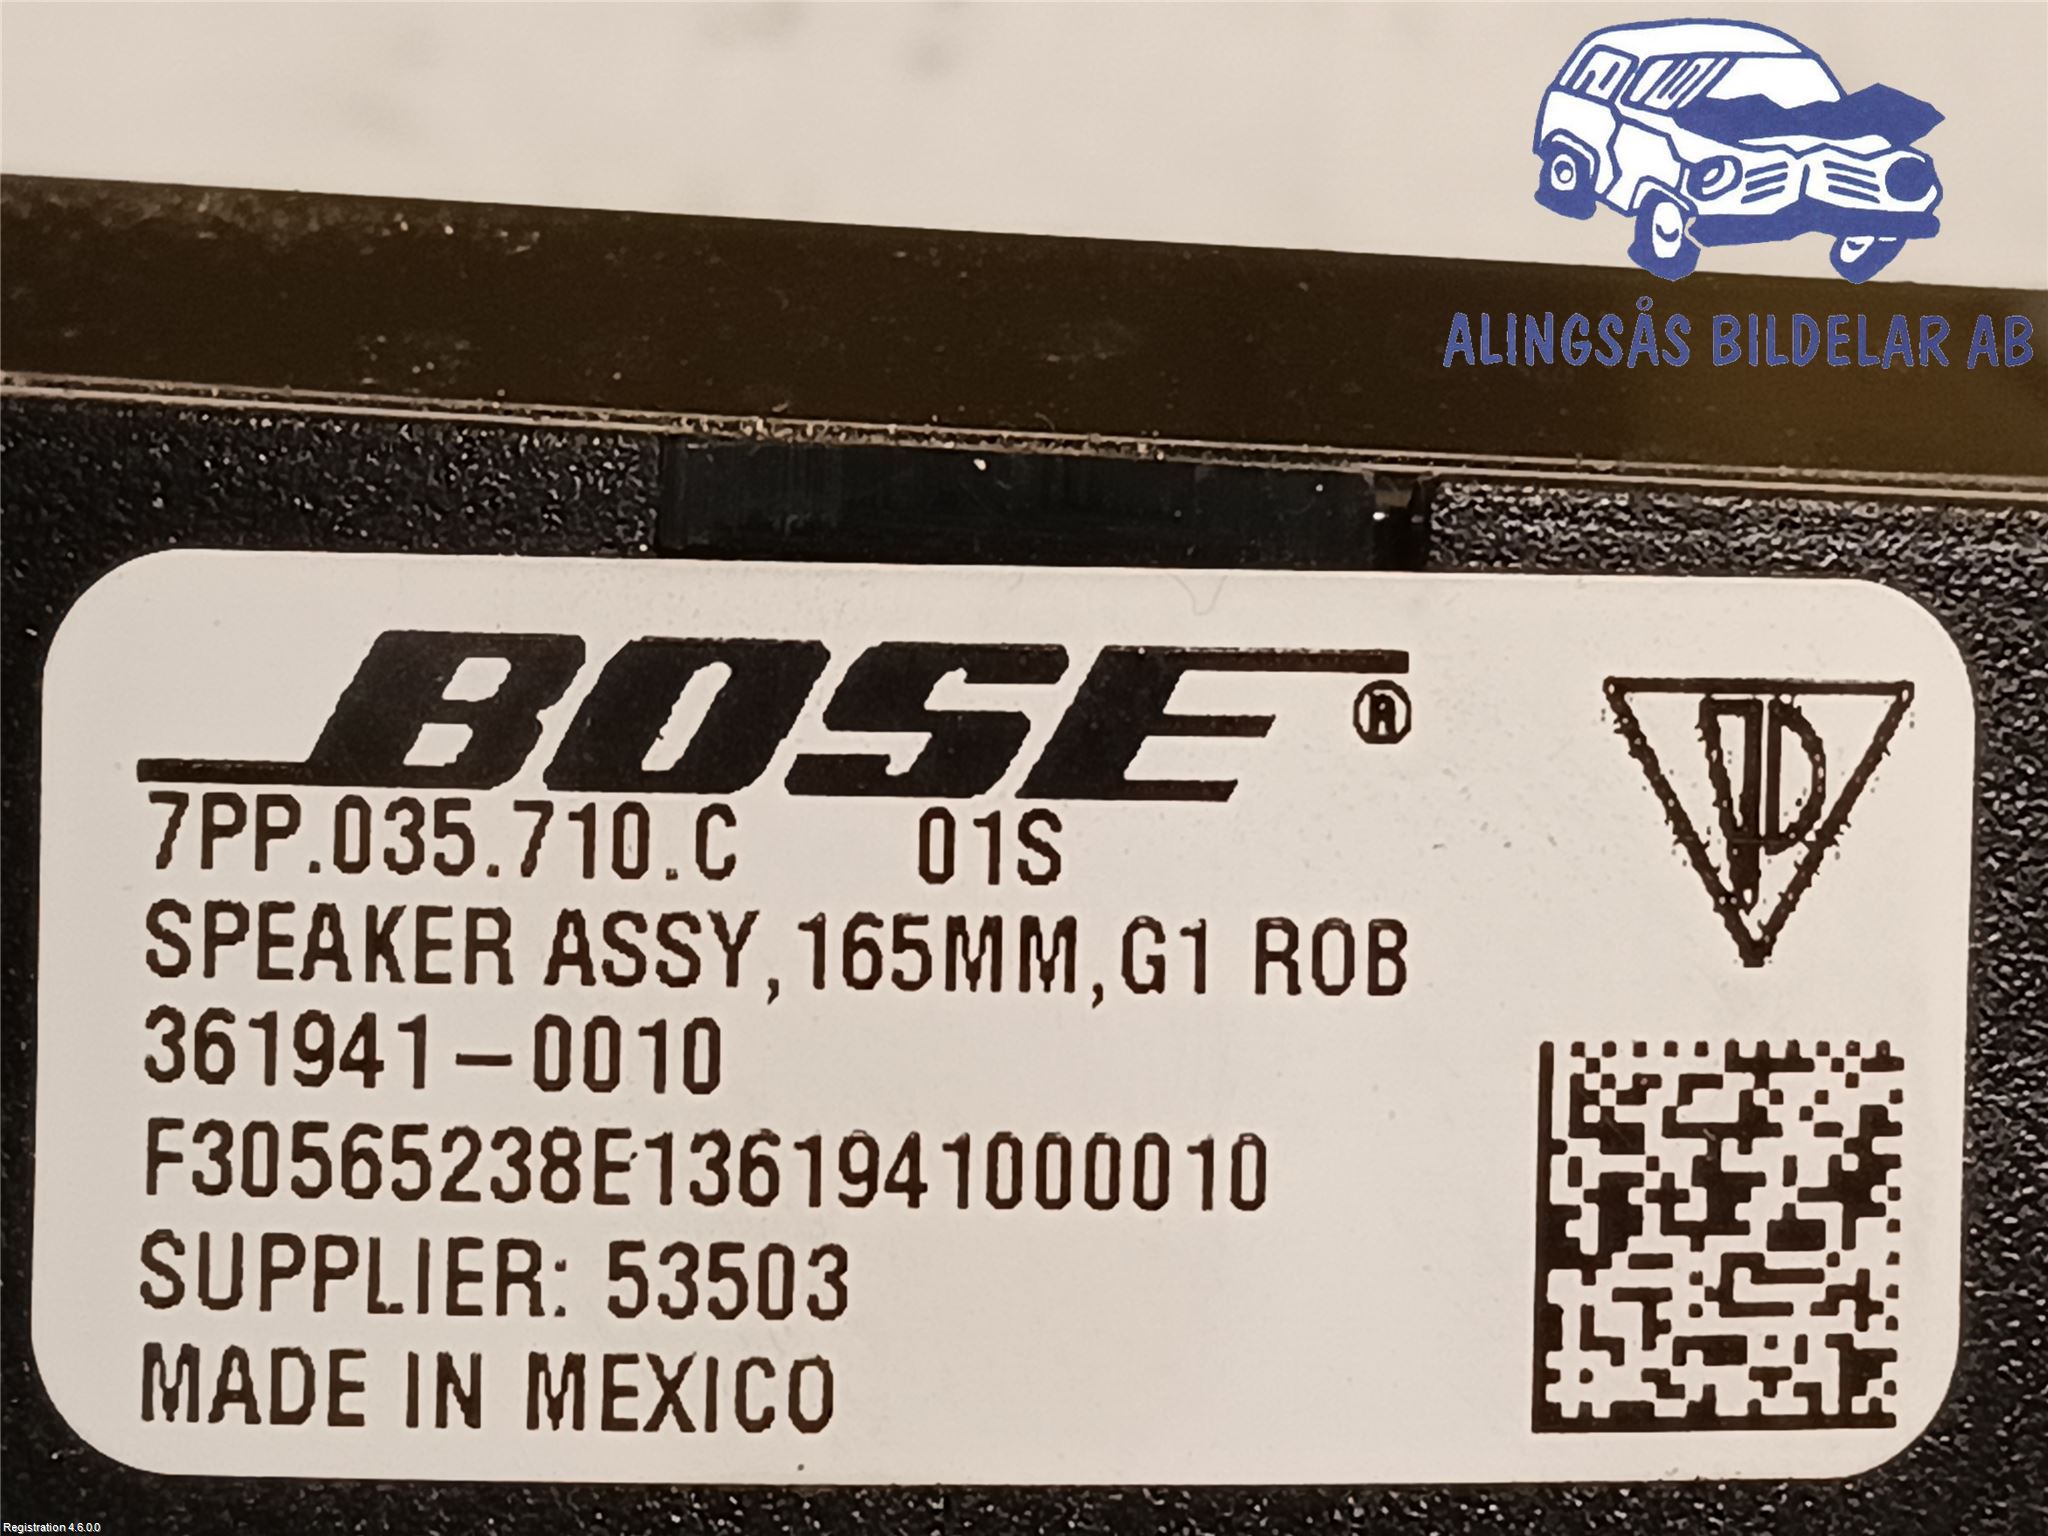 ALINGSÅS BILDELAR AB
BOSE®
7PP.035.710.C 01S
SPEAKER ASSY,165MM,G1 ROB
361941-0010
F30565238E1361941000010
SUPPLIER: 53503
MADE IN MEXICO
Registration 4.6.0.0